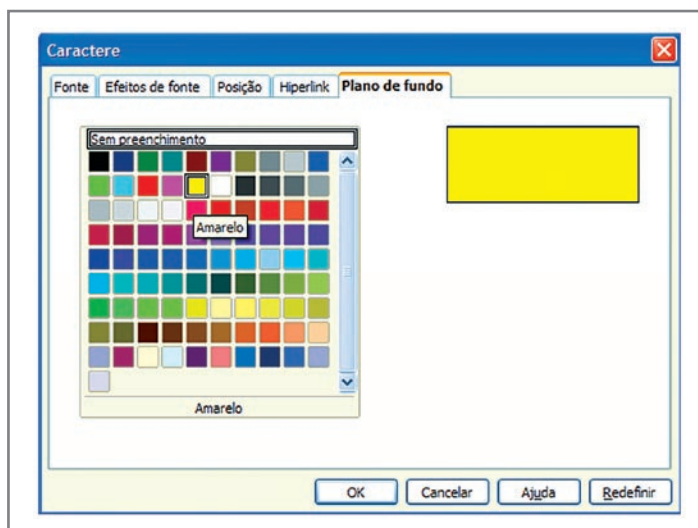 Caractere
Fonte Efeitos de fonte Posição Hiperlink Plano de fundo
Sem preenchimento
Amarelo
Amarelo
OK Cancelar Ajuda Redefinir